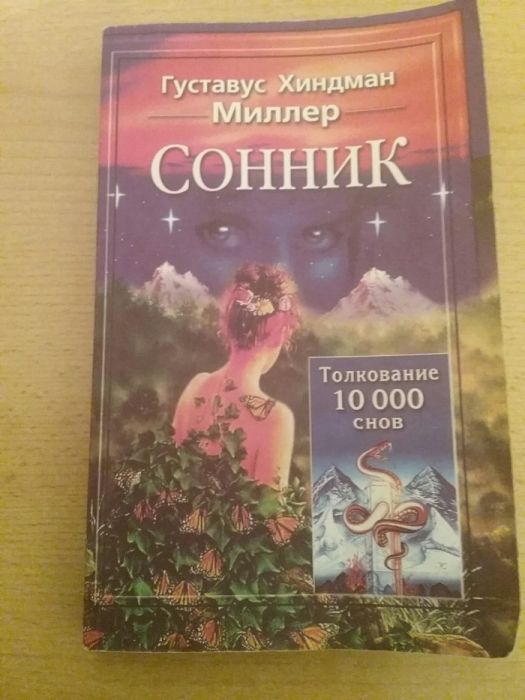 Густавус Хиндман
Миллер
Сонник
Толкование
10 000
снов